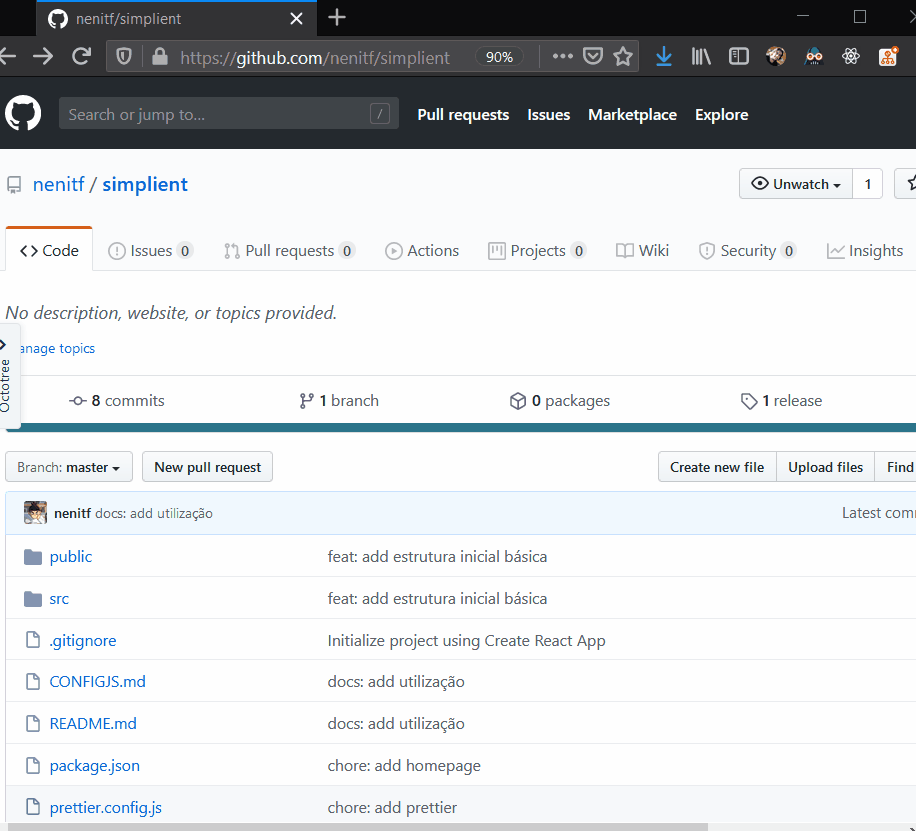 nenitf/simplient
https://github.com/nenitf/simplient 90%
Search or jump to... /
Pull requests Issues Marketplace Explore
nenitf / simplient
Unwatch 1
Code Issues 0 Pull requests 0 Actions Projects 0 Wiki Security 0 Insights
No description, website, or topics provided.
anage topics
Octotree
8 commits 1 branch 0 packages 1 release
Branch: master New pull request Create new file Upload files Find
nenitf docs: add utilização Latest com
public feat: add estrutura inicial básica
src feat: add estrutura inicial básica
.gitignore Initialize project using Create React App
CONFIGJS.md docs: add utilização
README.md docs: add utilização
package.json chore: add homepage
prettier.config.js chore: add prettier